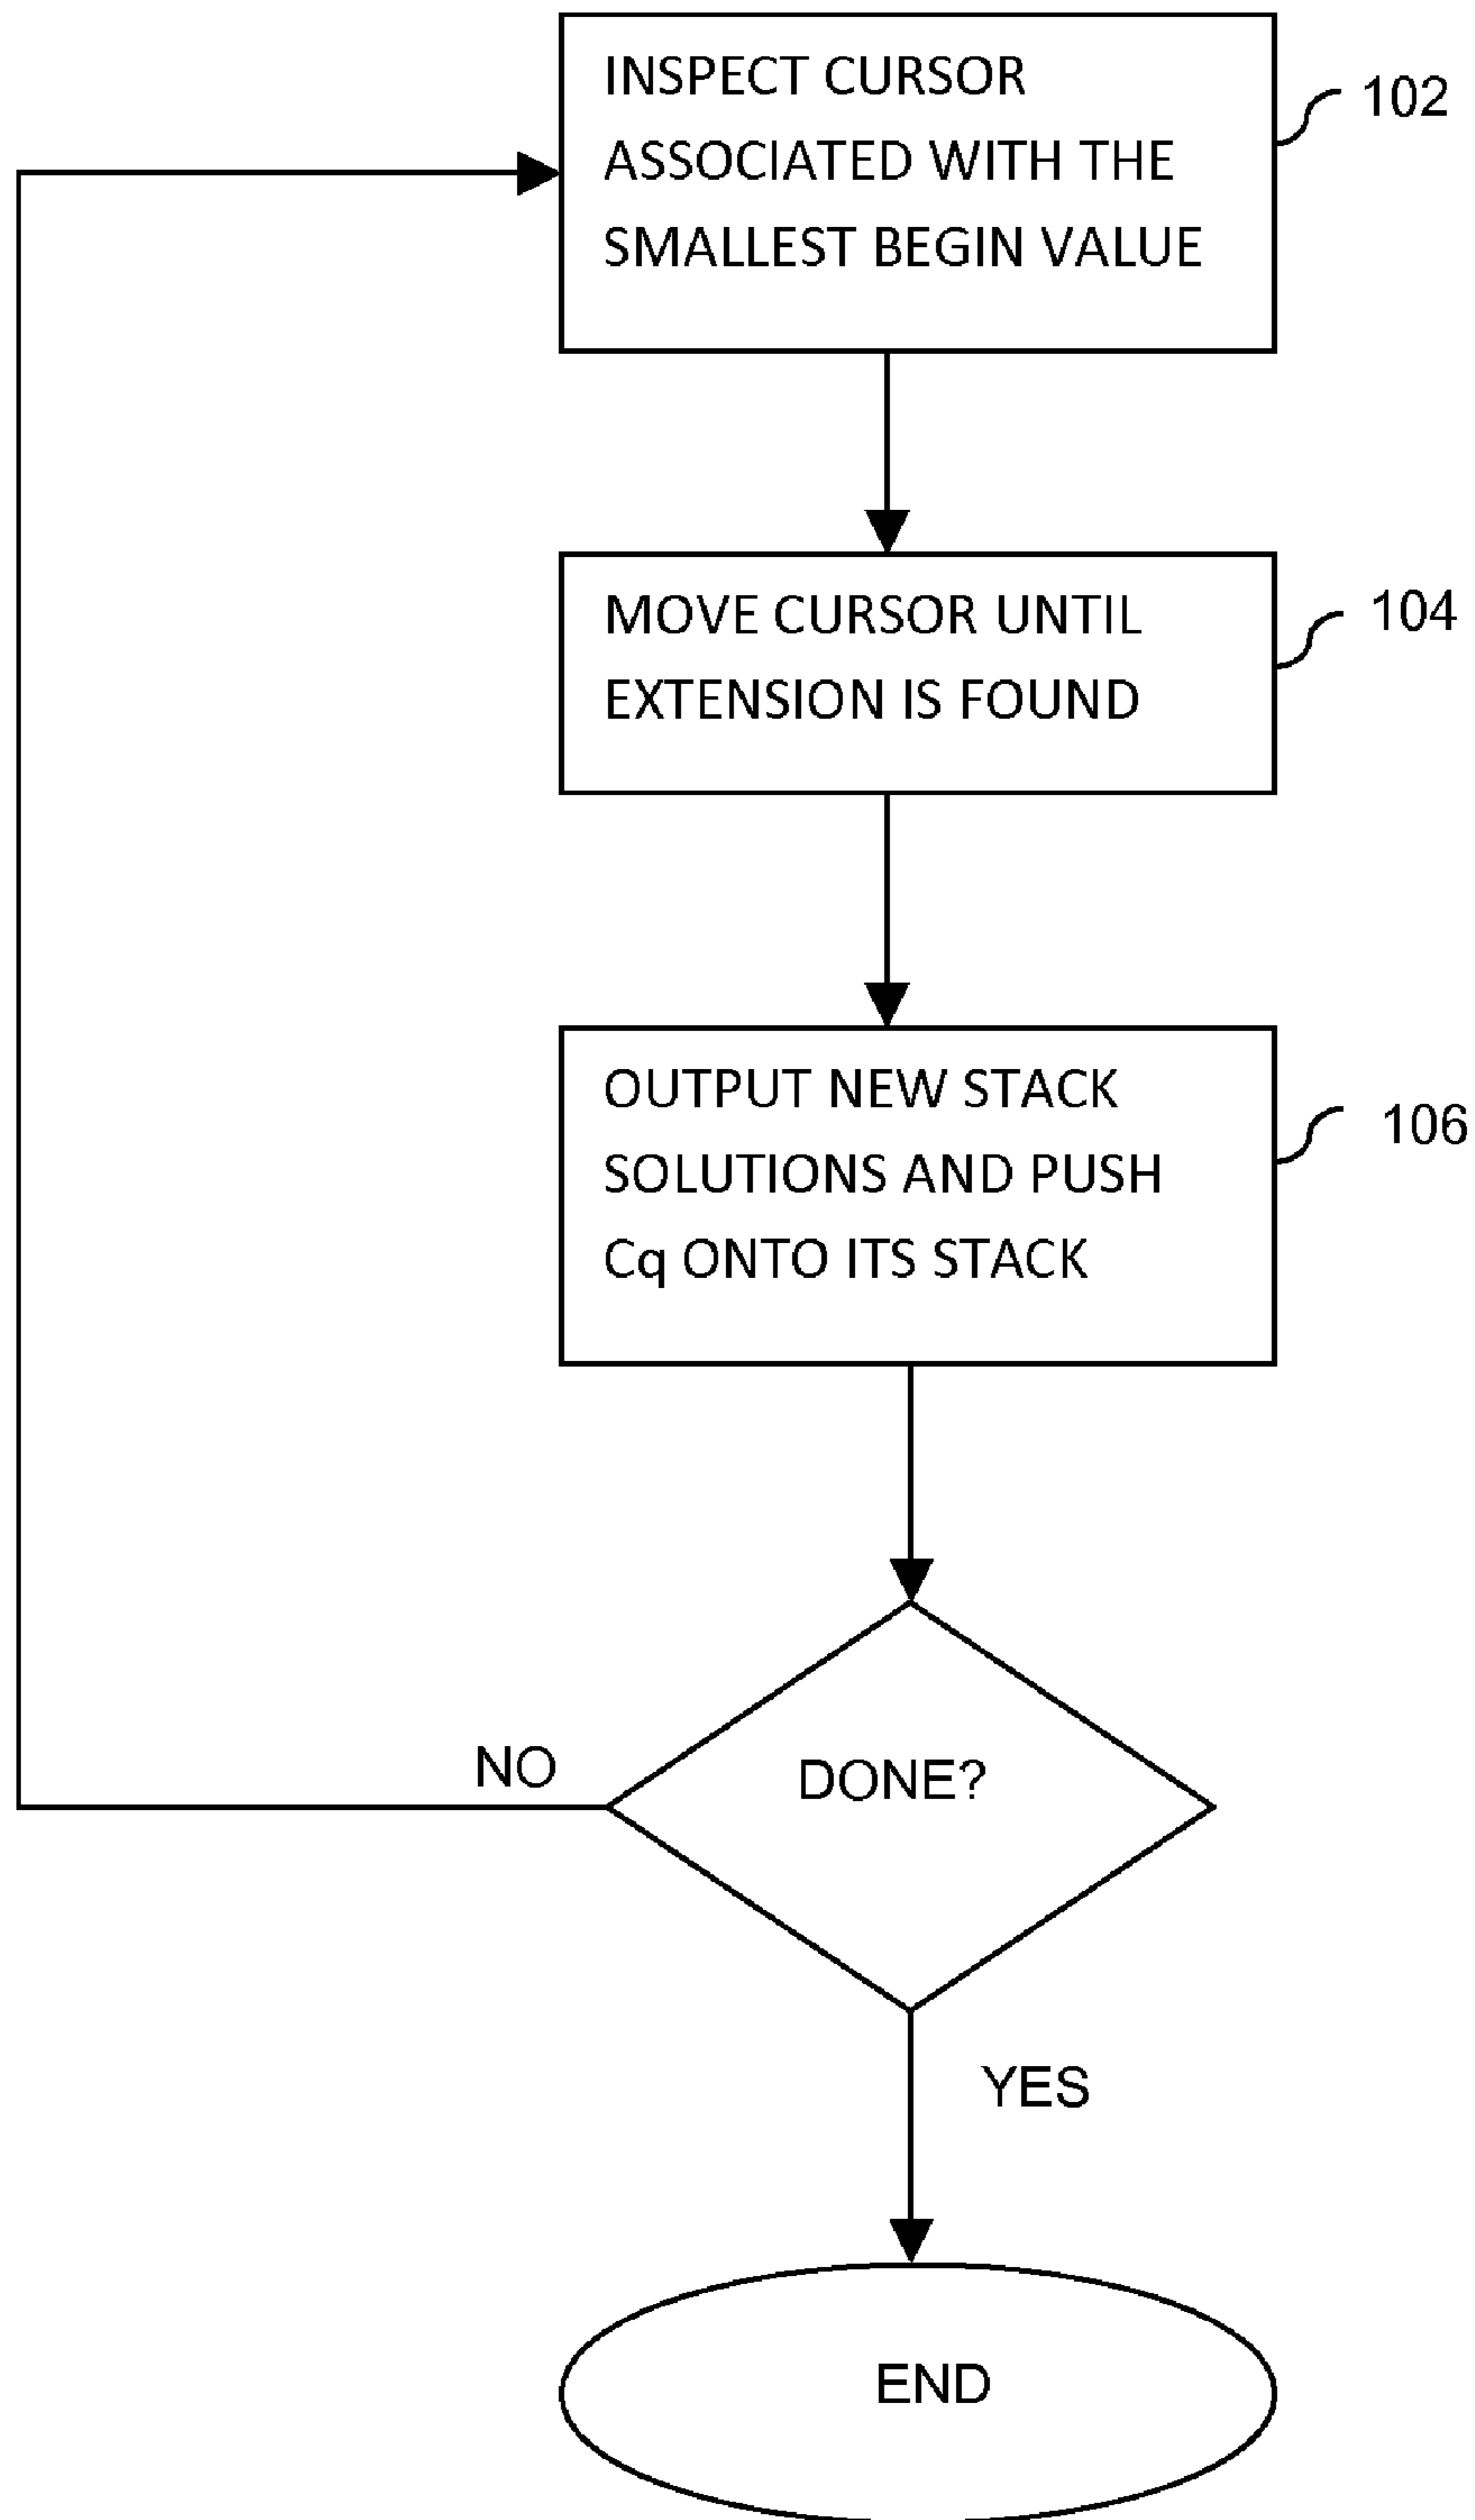 INSPECT CURSOR
ASSOCIATED WITH THE
SMALLEST BEGIN VALUE
102
MOVE CURSOR UNTIL
EXTENSION IS FOUND
104
OUTPUT NEW STACK
SOLUTIONS AND PUSH
Cq ONTO ITS STACK
106
DONE?
NO
YES
END